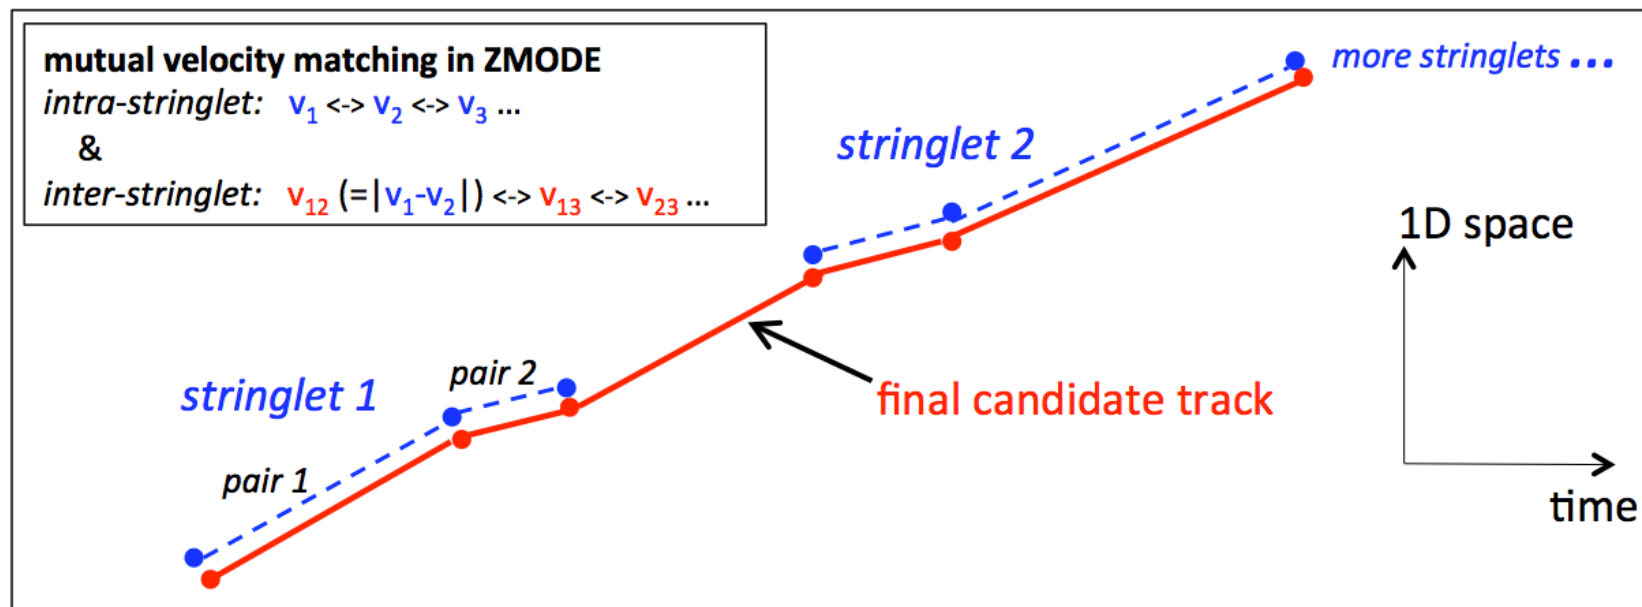 mutual velocity matching in ZMODE
intra-stringlet: v₁ <-> v₂ <-> v₃ ...
&
inter-stringlet: v₁₂ (=|v₁-v₂|) <-> v₁₃ <-> v₂₃ ...
more stringlets ...
stringlet 2
1D space
pair 2
stringlet 1
final candidate track
pair 1
time